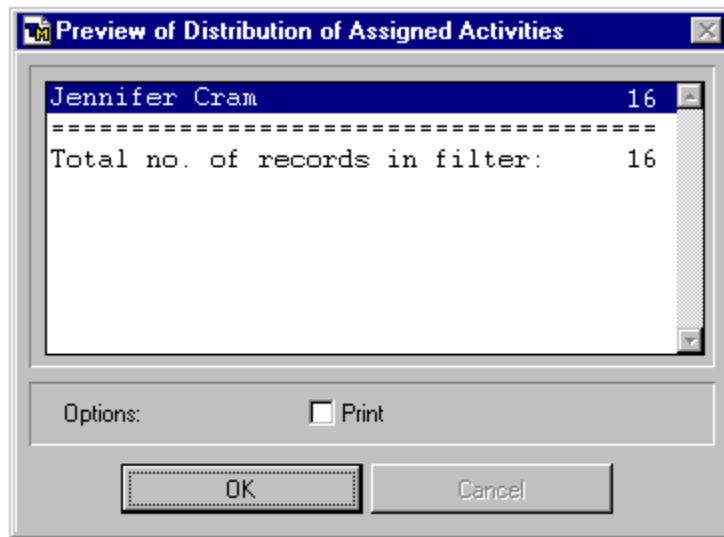 TM Preview of Distribution of Assigned Activities
Jennifer Cram 16
======================================
Total no. of records in filter: 16
Options: Print
OK Cancel